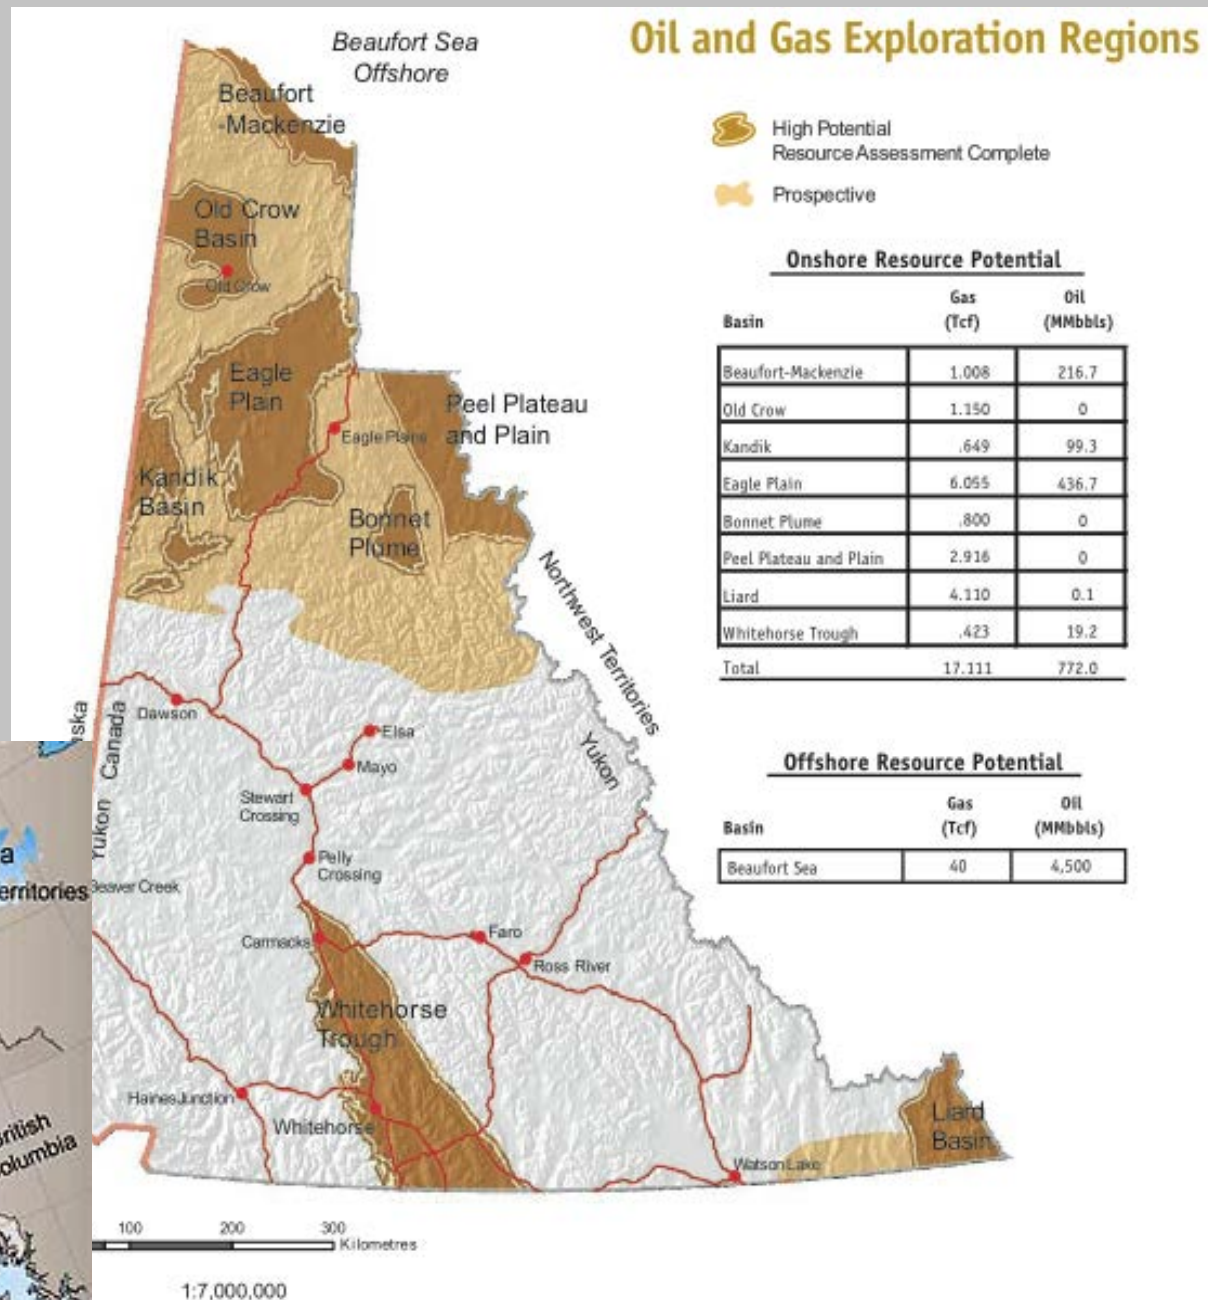 Oil and Gas Exploration Regions
Beaufort Sea
Offshore
High Potential
Resource Assessment Complete
Prospective
Beaufort
-Mackenzie
Old Crow
Basin
Old Crow
Eagle
Plain
Eagle Plains
Peel Plateau
and Plain
Kandik
Basin
Bonnet
Plume
Northwest Territories
Yukon
Yukon Canada
Dawson
Elsa
Mayo
Stewart
Crossing
Pelly
Crossing
Beaver Creek
Carmacks
Faro
Ross River
Whitehorse
Trough
Haines Junction
Whitehorse
Watson Lake
Liard
Basin
100 200 300
Kilometres
1:7,000,000
Onshore Resource Potential
Gas Oil
Basin (Tcf) (MMbbls)
Beaufort-Mackenzie 1.008 216.7
Old Crow 1.150 0
Kandik .649 99.3
Eagle Plain 6.055 436.7
Bonnet Plume .800 0
Peel Plateau and Plain 2.916 0
Liard 4.110 0.1
Whitehorse Trough .423 19.2
Total 17.111 772.0
Offshore Resource Potential
Gas Oil
Basin (Tcf) (MMbbls)
Beaufort Sea 40 4,500
erritories
ritish
olumbia